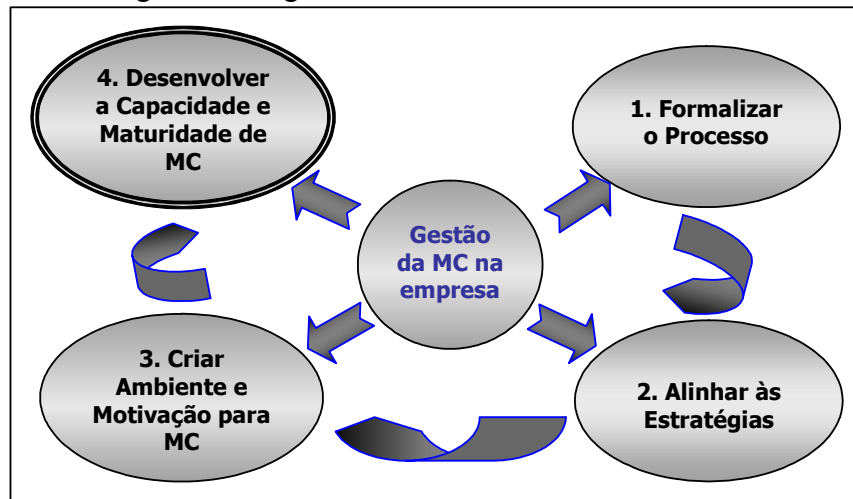 4. Desenvolver
a Capacidade e
Maturidade de
MC
1. Formalizar
o Processo
Gestão
da MC na
empresa
3. Criar
Ambiente e
Motivação para
MC
2. Alinhar às
Estratégias